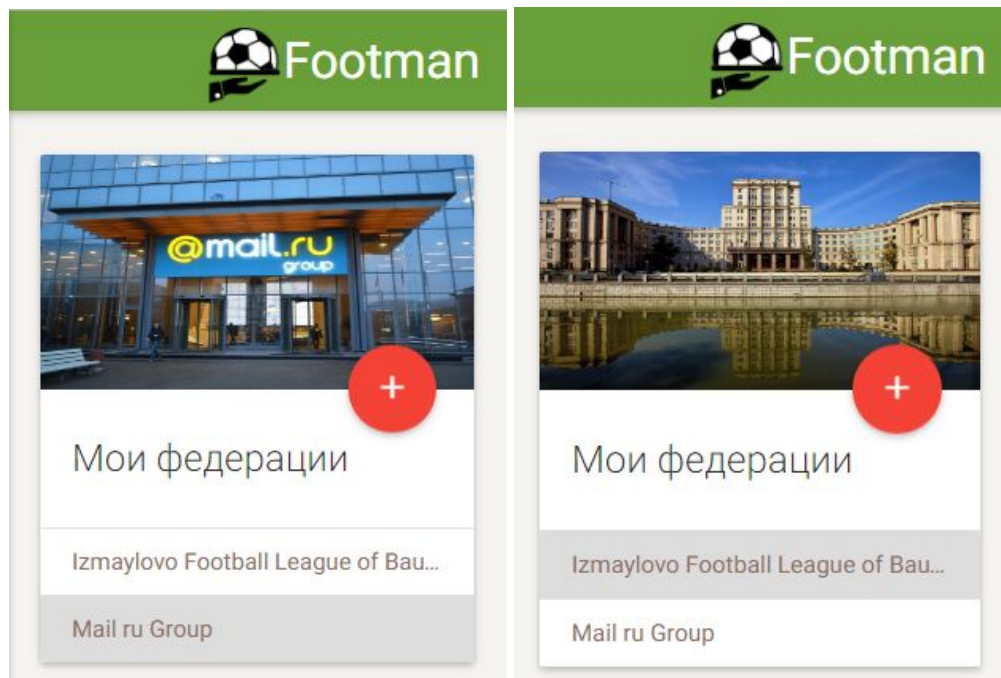 Footman
@mail.ru
group
+
Мои федерации
Izmaylovo Football League of Bau...
Mail ru Group
Footman
+
Мои федерации
Izmaylovo Football League of Bau...
Mail ru Group